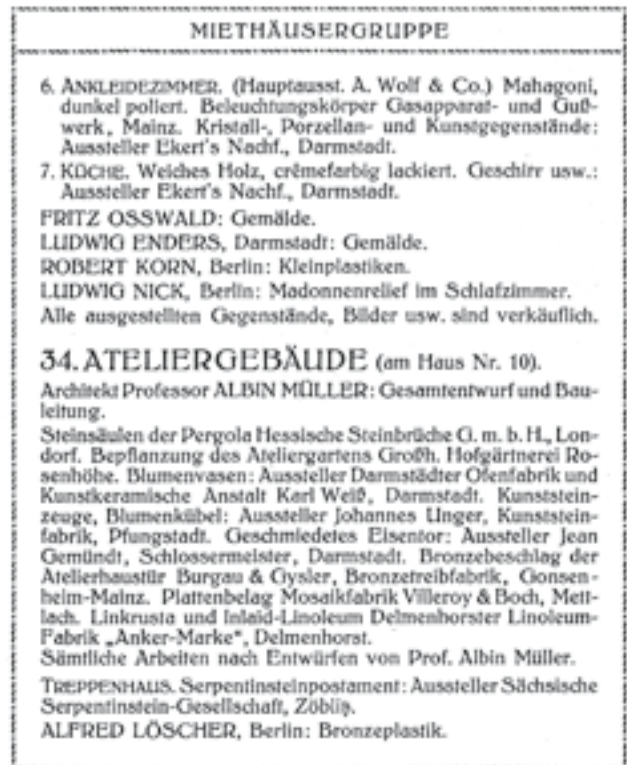 MIETHÄUSERGRUPPE
6. ANKLEIDEZIMMER. (Hauptausst. A. Wolf & Co.) Mahagoni,
dunkel poliert. Beleuchtungskörper Gasapparat- und Guß-
werk, Mainz. Kristall-, Porzellan- und Kunstgegenstände:
Aussteller Ekert's Nachf., Darmstadt.
7. KÜCHE. Weiches Holz, crêmefarbig lackiert. Geschirr usw.:
Aussteller Ekert's Nachf., Darmstadt.
FRITZ OSSWALD: Gemälde.
LUDWIG ENDERS, Darmstadt: Gemälde.
ROBERT KORN, Berlin: Kleinplastiken.
LUDWIG NICK, Berlin: Madonnenrelief im Schlafzimmer.
Alle ausgestellten Gegenstände, Bilder usw. sind verkäuflich.
34. ATELIERGEBÄUDE (am Haus Nr. 10).
Architekt Professor ALBIN MÜLLER: Gesamtentwurf und Bau-
leitung.
Steinsäulen der Pergola Hessische Steinbrüche G. m. b. H., Lon-
dorf. Bepflanzung des Ateliergartens Großh. Hofgärtnerei Ro-
senhöhe. Blumenvasen: Aussteller Darmstädter Ofenfabrik und
Kunstkeramische Anstalt Karl Weiß, Darmstadt. Kunststein-
zeuge, Blumenkübel: Aussteller Johannes Unger, Kunststein-
fabrik, Pfungstadt. Geschmiedetes Eisentor: Aussteller Jean
Gemündt, Schlossermeister, Darmstadt. Bronzebeschlag der
Atelierhaustür Burgau & Gysler, Bronzetreibfabrik, Gonsen-
heim-Mainz. Plattenbelag Mosaikfabrik Villeroy & Boch, Mett-
lach. Linkrusta und Inlaid-Linoleum Delmenhorster Linoleum-
Fabrik „Anker-Marke“, Delmenhorst.
Sämtliche Arbeiten nach Entwürfen von Prof. Albin Müller.
TREPPENHAUS. Serpentinsteinpostament: Aussteller Sächsische
Serpentinstein-Gesellschaft, Zöblitz.
ALFRED LÖSCHER, Berlin: Bronzeplastik.